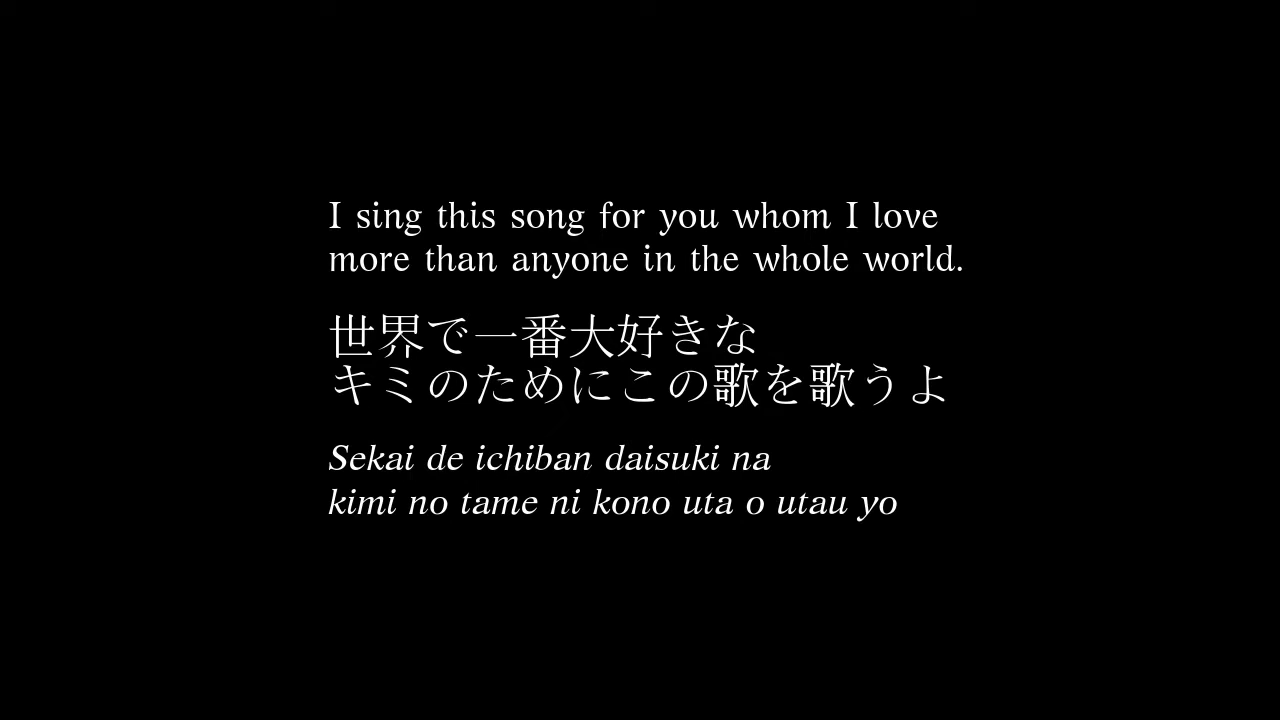 I sing this song for you whom I love
more than anyone in the whole world.
世界で一番大好きな
キミのためにこの歌を歌うよ
Sekai de ichiban daisuki na
kimi no tame ni kono uta o utau yo